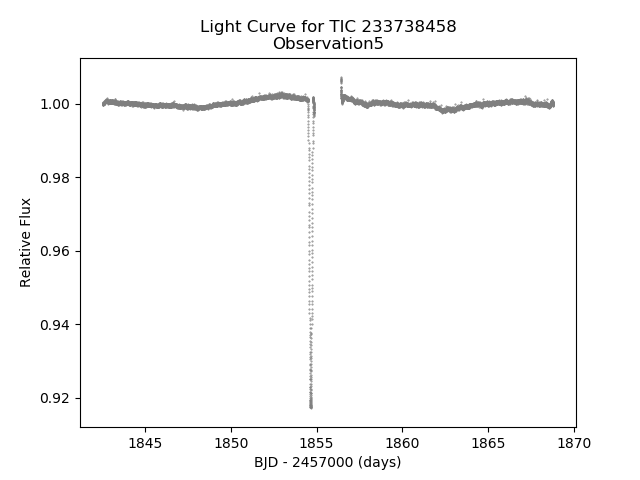 Light Curve for TIC 233738458
Observation5
1.00
0.98
0.96
0.94
0.92
Relative Flux
1845 1850 1855 1860 1865 1870
BJD - 2457000 (days)